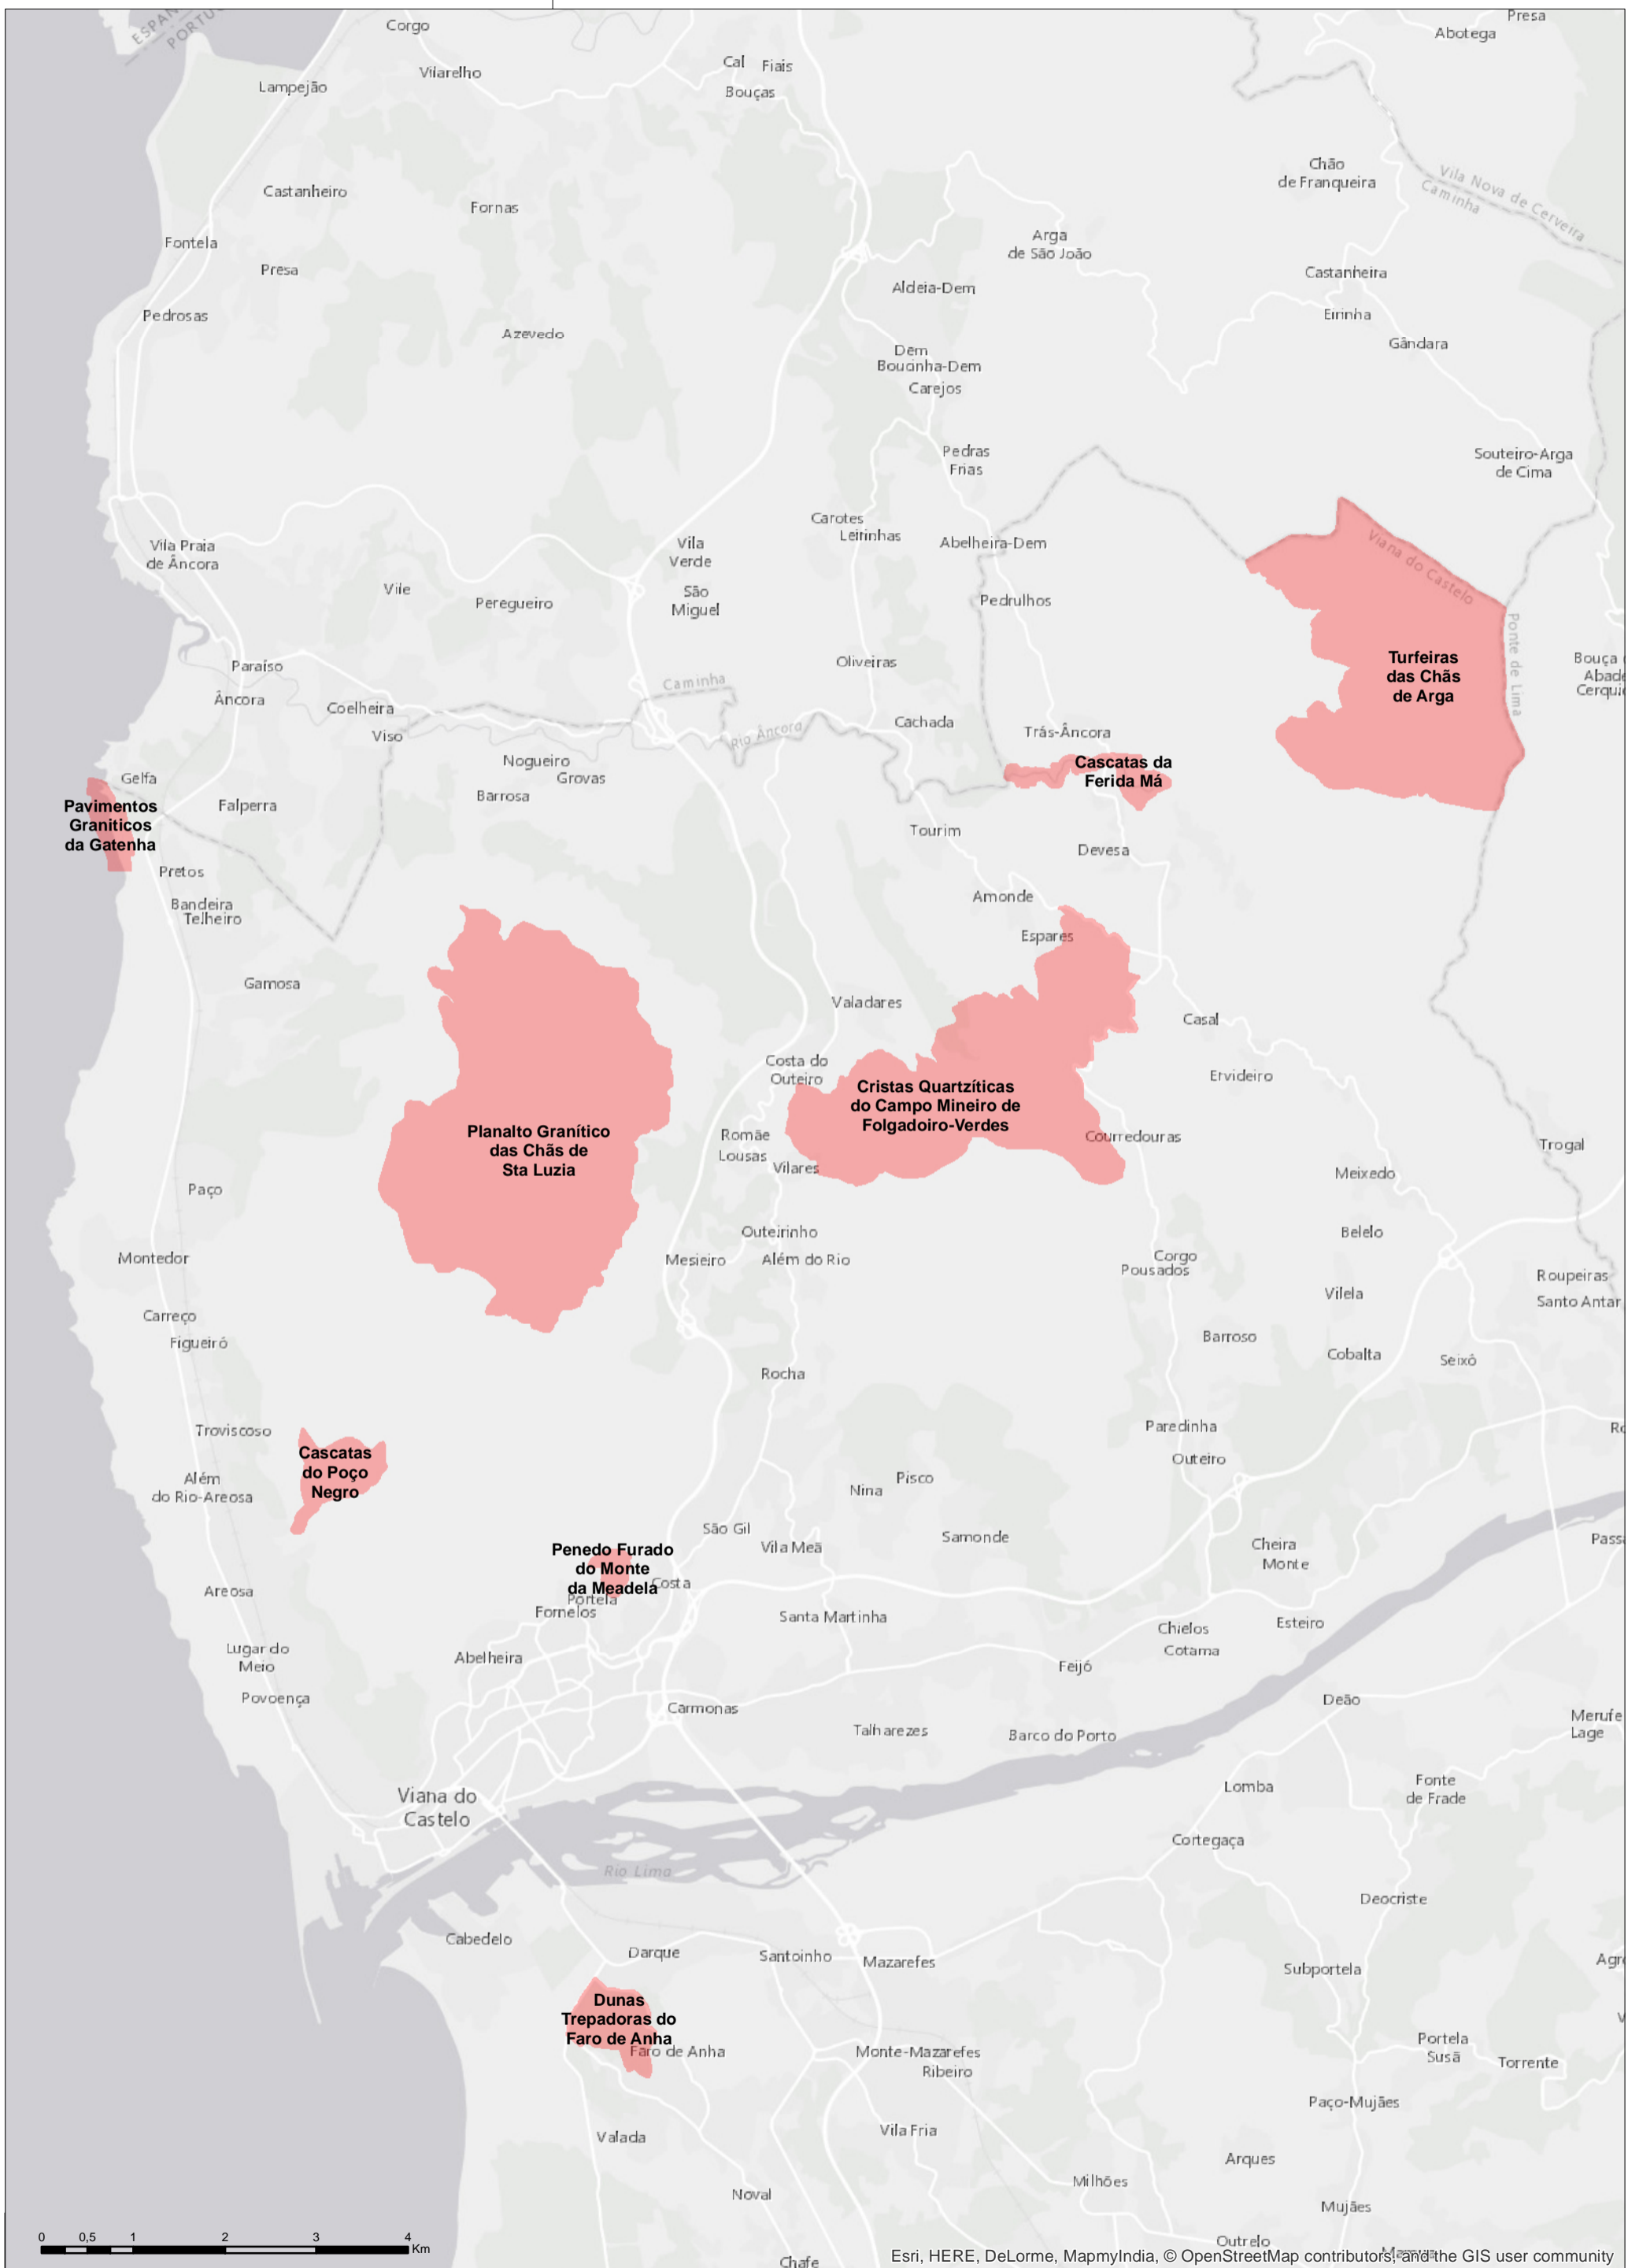 PORTU
Corgo
Presa
Abotega
Lampejão
Vilarelho
Cal
Fiais
Bouças
Chão
de Franqueira
Vila Nova de Cerveira
Caminha
Castanheiro
Fornas
Fontela
Presa
Arga
de São João
Castanheira
Aldeia-Dem
Eirinha
Pedrosas
Azevedo
Gândara
Dem
Boucinha-Dem
Carejos
Pedras
Frias
Souteiro-Arga
de Cima
Carotes
Leitinhas
Abelheira-Dem
Vila Praia
de Âncora
Vila
Verde
Viana do Castelo
Vile
Peregueiro
São
Miguel
Pedrulhos
Ponte de Lima
Paraíso
Oliveiras
Turfeiras
das Chãs
de Arga
Bouça
Âncora
Coelheira
Caminha
Viso
Rio Âncora
Cachada
Trás-Âncora
Nogueiro
Grovas
Barrosa
Cascatas da
Ferida Má
Gelfa
Falperra
Pavimentos
Graniticos
da Gatenha
Tourim
Devesa
Pretos
Bandeira
Telheiro
Amonde
Espares
Gamosa
Valadares
Casal
Costa do
Outeiro
Ervideiro
Cristas Quartzíticas
do Campo Mineiro de
Folgadoiro-Verdes
Planalto Granítico
das Chãs de
Sta Luzia
Romãe
Lousas
Vilares
Courredouras
Trogal
Meixedo
Paço
Outeirinho
Belelo
Montedor
Mesieiro
Além do Rio
Corgo
Pousados
Roupeiras
Santo Antar
Vilela
Carreço
Figueiró
Barroso
Cobalta
Seixô
Rocha
Troviscoso
Paredinha
Cascatas
do Poço
Negro
Outeiro
Além
do Rio-Areosa
Nina
Pisco
São Gil
Vila Meã
Samonde
Cheira
Monte
Penedo Furado
do Monte
da Meadela
Costa
Portela
Fornelos
Areosa
Santa Martinha
Chielos
Cotama
Esteiro
Lugar do
Meio
Abelheira
Feijó
Povoença
Carmonas
Deão
Merufe
Lage
Talharezes
Barco do Porto
Viana do
Castelo
Lomba
Fonte
de Frade
Cortegaça
Rio Lima
Deocriste
Cabedelo
Darque
Santoinho
Mazarefes
Subportela
Dunas
Trepadoras do
Faro de Anha
Faro de Anha
Monte-Mazarefes
Ribeiro
Portela
Susã
Torrente
Paço-Mujães
Valada
Vila Fria
Arques
Milhões
Noval
Mujães
Outrelo
Chafe
0 0,5 1 2 3 4
Km
Esri, HERE, DeLorme, MapmyIndia, © OpenStreetMap contributors, and the GIS user community